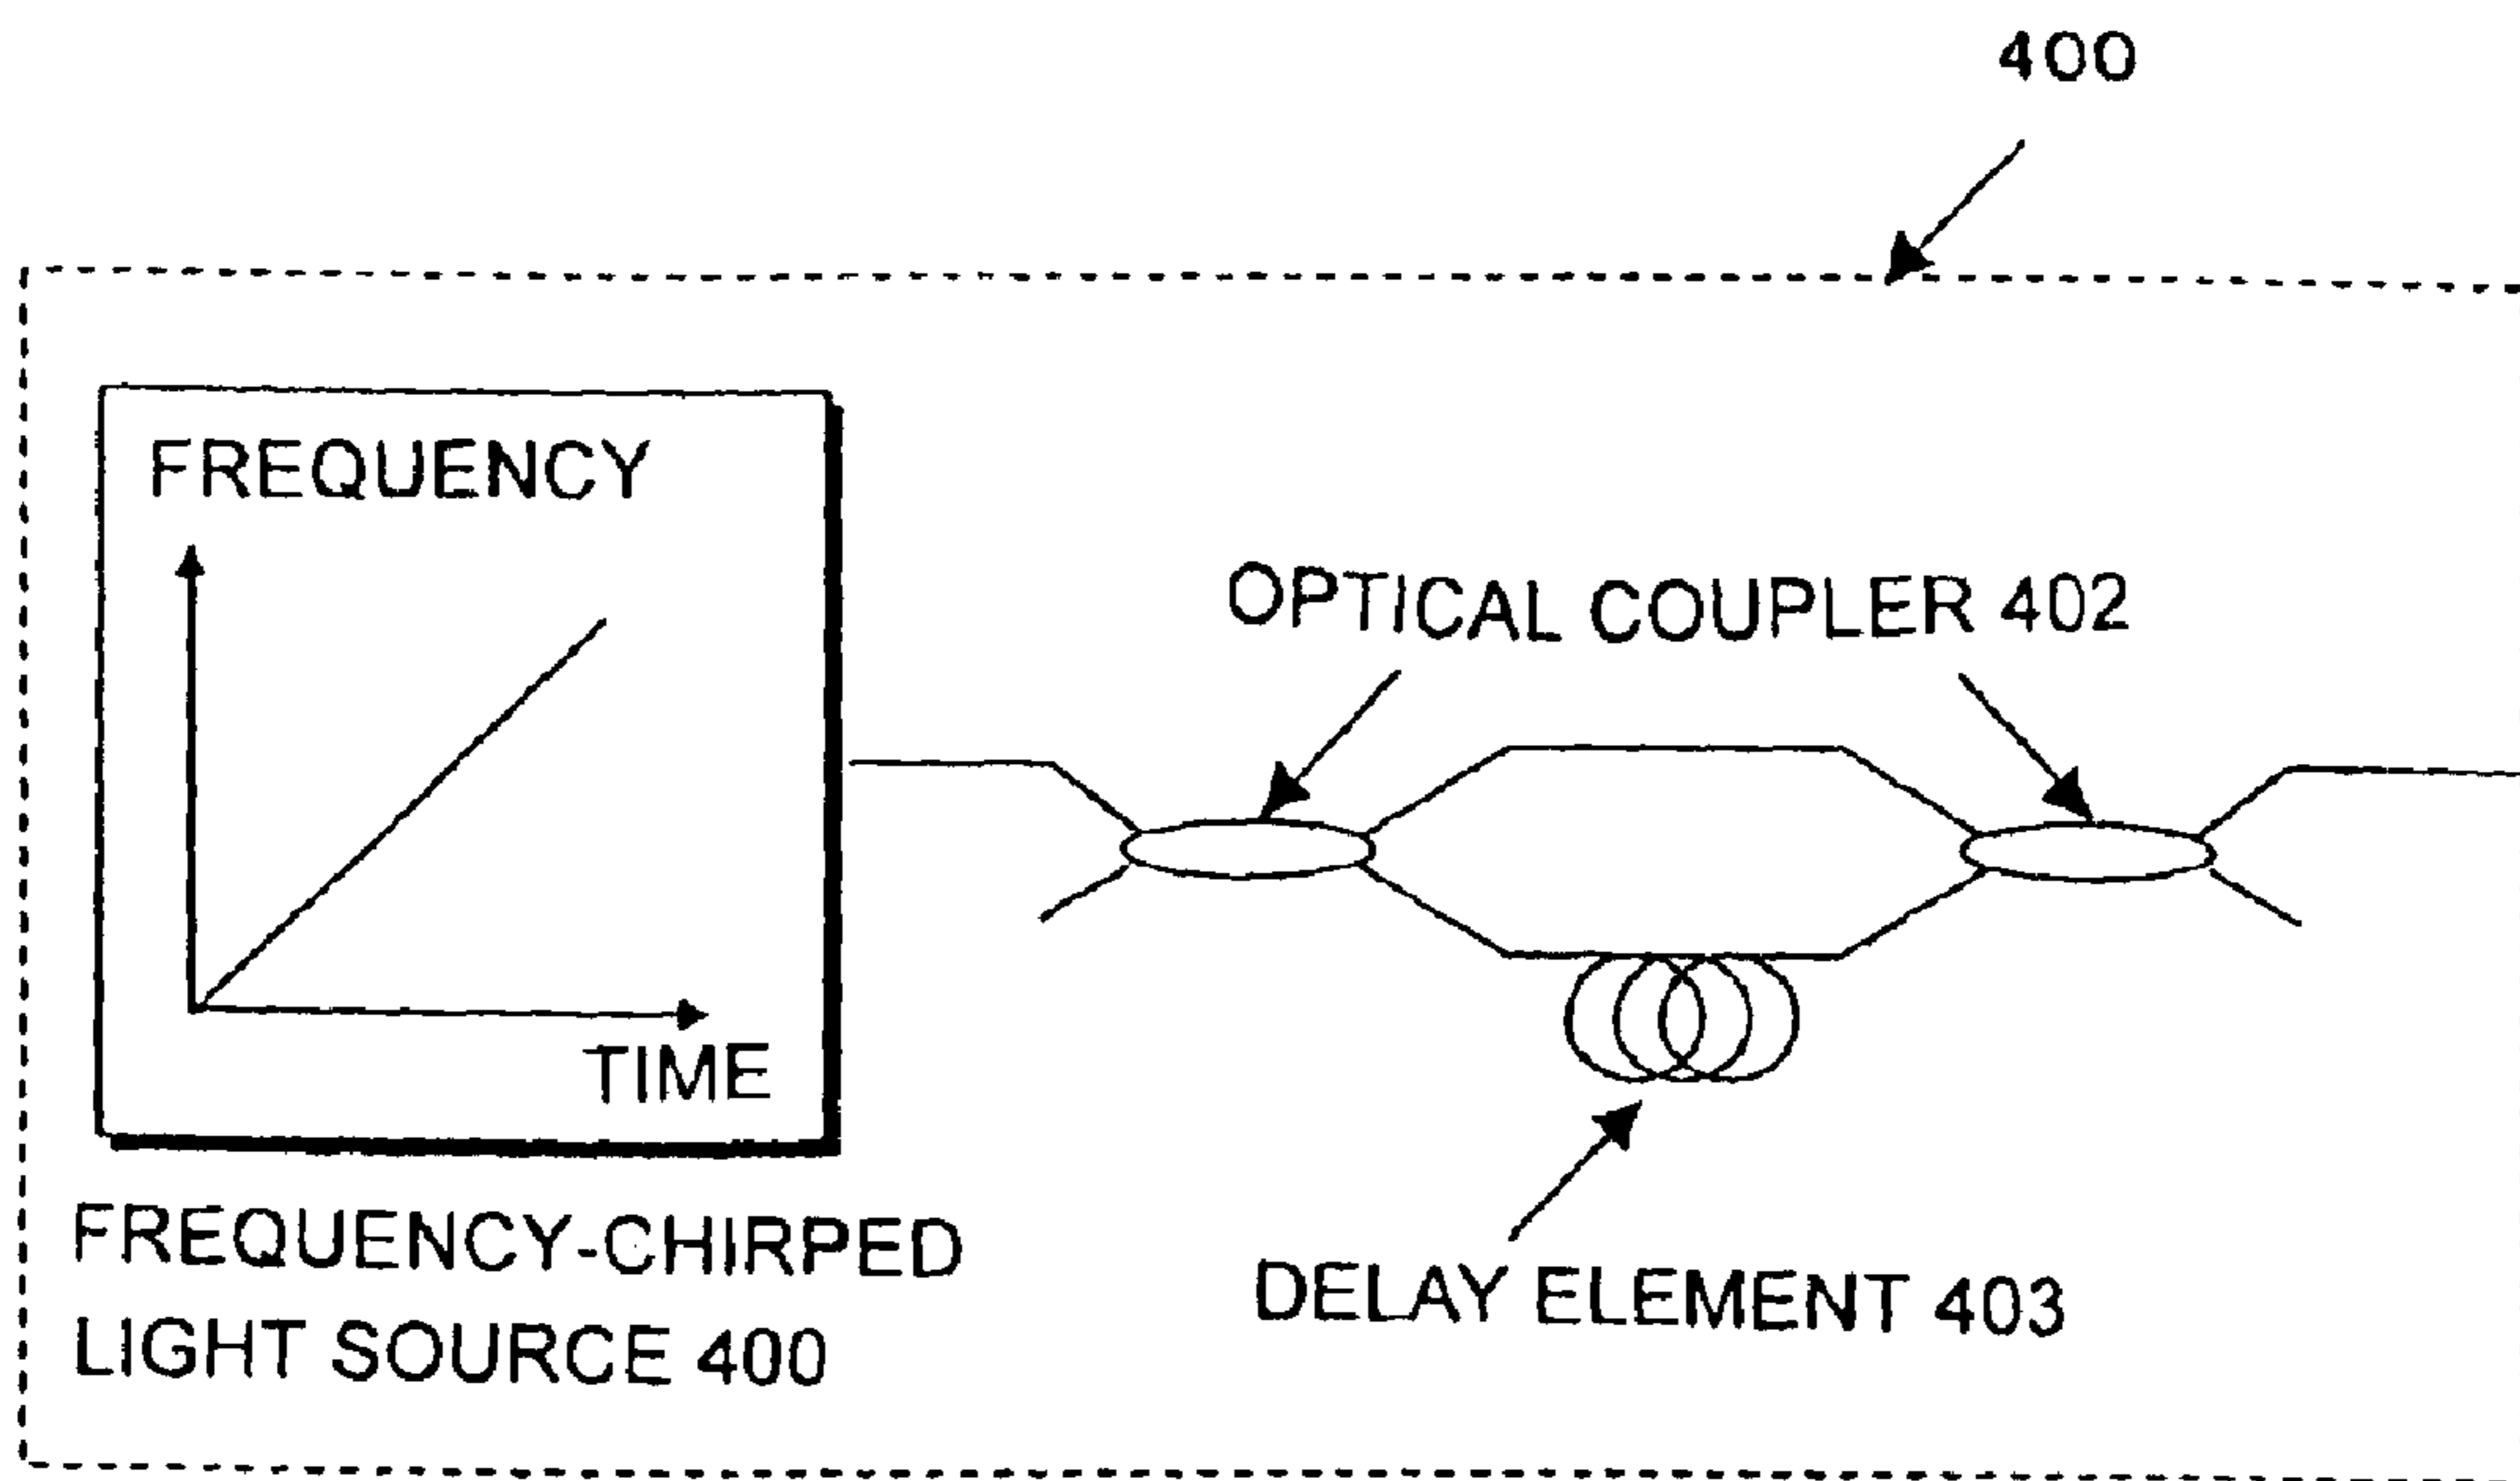 400
FREQUENCY
OPTICAL COUPLER 402
TIME
FREQUENCY-CHIRPED
LIGHT SOURCE 400
DELAY ELEMENT 403